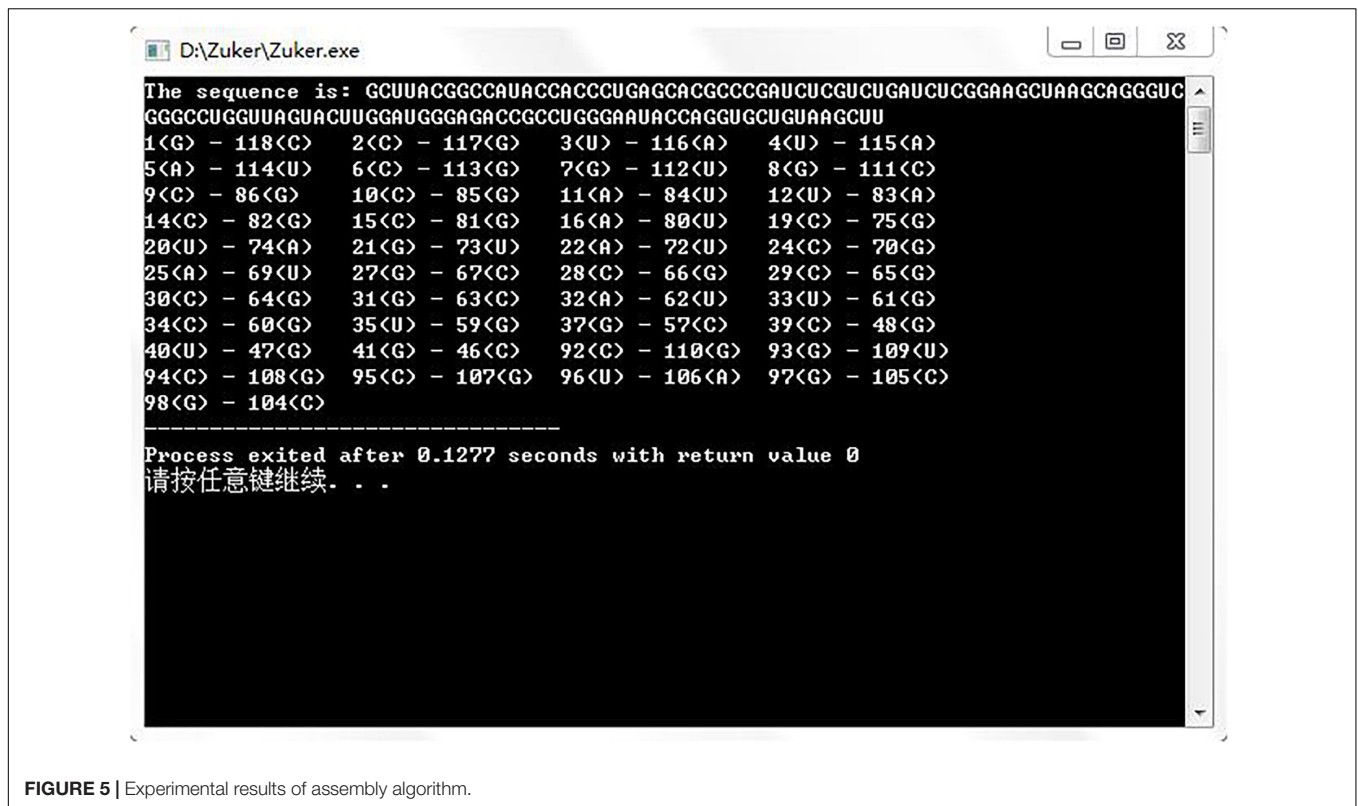 D:\Zuker\Zuker.exe
The sequence is: GCUUACGGCCAUACCACCCUGAGCACGCCCGAUCUCGUCUGAUCUCGGAAGCUAAGCAGGGUC
GGGCCUGGUUAGUACUUGGAUGGGAGACCGCCUGGGAAUACCAGGUGCUGUAAGCUU
1(G) - 118(C) 2(C) - 117(G) 3(U) - 116(A) 4(U) - 115(A)
5(A) - 114(U) 6(C) - 113(G) 7(G) - 112(U) 8(G) - 111(C)
9(C) - 86(G) 10(C) - 85(G) 11(A) - 84(U) 12(U) - 83(A)
14(C) - 82(G) 15(C) - 81(G) 16(A) - 80(U) 19(C) - 75(G)
20(U) - 74(A) 21(G) - 73(U) 22(A) - 72(U) 24(C) - 70(G)
25(A) - 69(U) 27(G) - 67(C) 28(C) - 66(G) 29(C) - 65(G)
30(C) - 64(G) 31(G) - 63(C) 32(A) - 62(U) 33(U) - 61(G)
34(C) - 60(G) 35(U) - 59(G) 37(G) - 57(C) 39(C) - 48(G)
40(U) - 47(G) 41(G) - 46(C) 92(C) - 110(G) 93(G) - 109(U)
94(C) - 108(G) 95(C) - 107(G) 96(U) - 106(A) 97(G) - 105(C)
98(G) - 104(C)
--------------------------------
Process exited after 0.1277 seconds with return value 0
请按任意键继续. . .
FIGURE 5 | Experimental results of assembly algorithm.